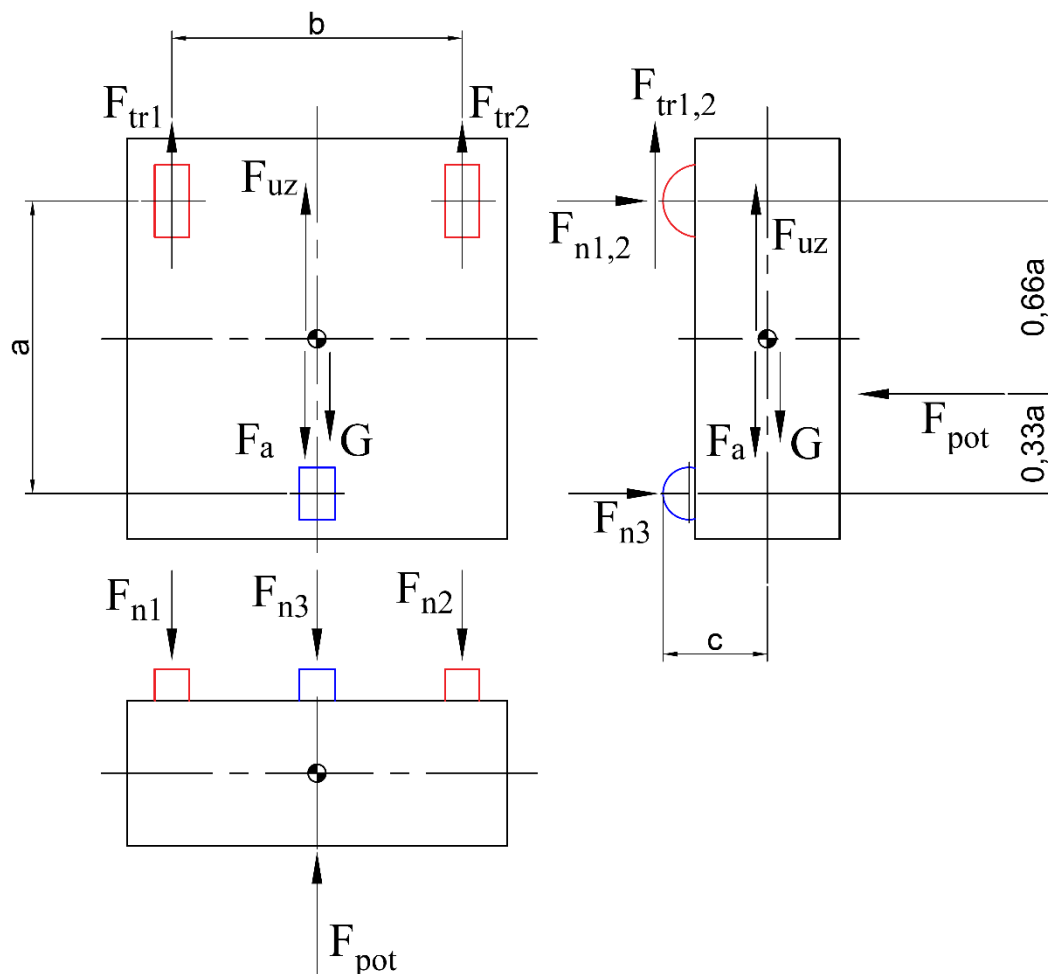 b
F_tr1
F_tr2
F_tr1,2
F_uz
F_n1,2
F_uz
0,66a
a
F_pot
F_a
G
F_a
G
0,33a
F_n3
F_n1
F_n3
F_n2
c
F_pot